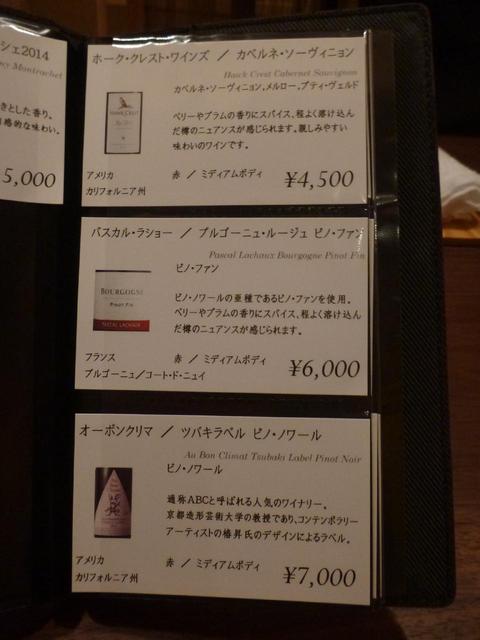 シェ2014
Montrachet
きとした香り。
感的な味わい。
5,000
ホーク・クレスト・ワインズ ／ カベルネ・ソーヴィニョン
Hawk Crest Cabernet Sauvignon
カベルネ・ソーヴィニョン、メルロー、プティ・ヴェルド
HAWK CREST
ベリーやプラムの香りにスパイス、程よく溶け込ん
だ樽のニュアンスが感じられます。親しみやすい
味わいのワインです。
アメリカ 赤 ／ ミディアムボディ
カリフォルニア州
¥4,500
パスカル・ラショー ／ ブルゴーニュ・ルージュ ピノ・ファン
Pascal Lachaux Bourgogne Pinot Fin
ピノ・ファン
BOURGOGNE
PINOT FIN
PASCAL LACHAUX
ピノ・ノワールの亜種であるピノ・ファンを使用。
ベリーやプラムの香りにスパイス、程よく溶け込ん
だ樽のニュアンスが感じられます。
フランス 赤 ／ ミディアムボディ
ブルゴーニュ／コート・ド・ニュイ
¥6,000
オーボンクリマ ／ ツバキラベル ピノ・ノワール
Au Bon Climat Tsubaki Label Pinot Noir
ピノ・ノワール
通称ABCと呼ばれる人気のワイナリー。
京都造形芸術大学の教授であり、コンテンポラリー
アーティストの椿昇氏のデザインによるラベル。
アメリカ 赤 ／ ミディアムボディ
カリフォルニア州
¥7,000